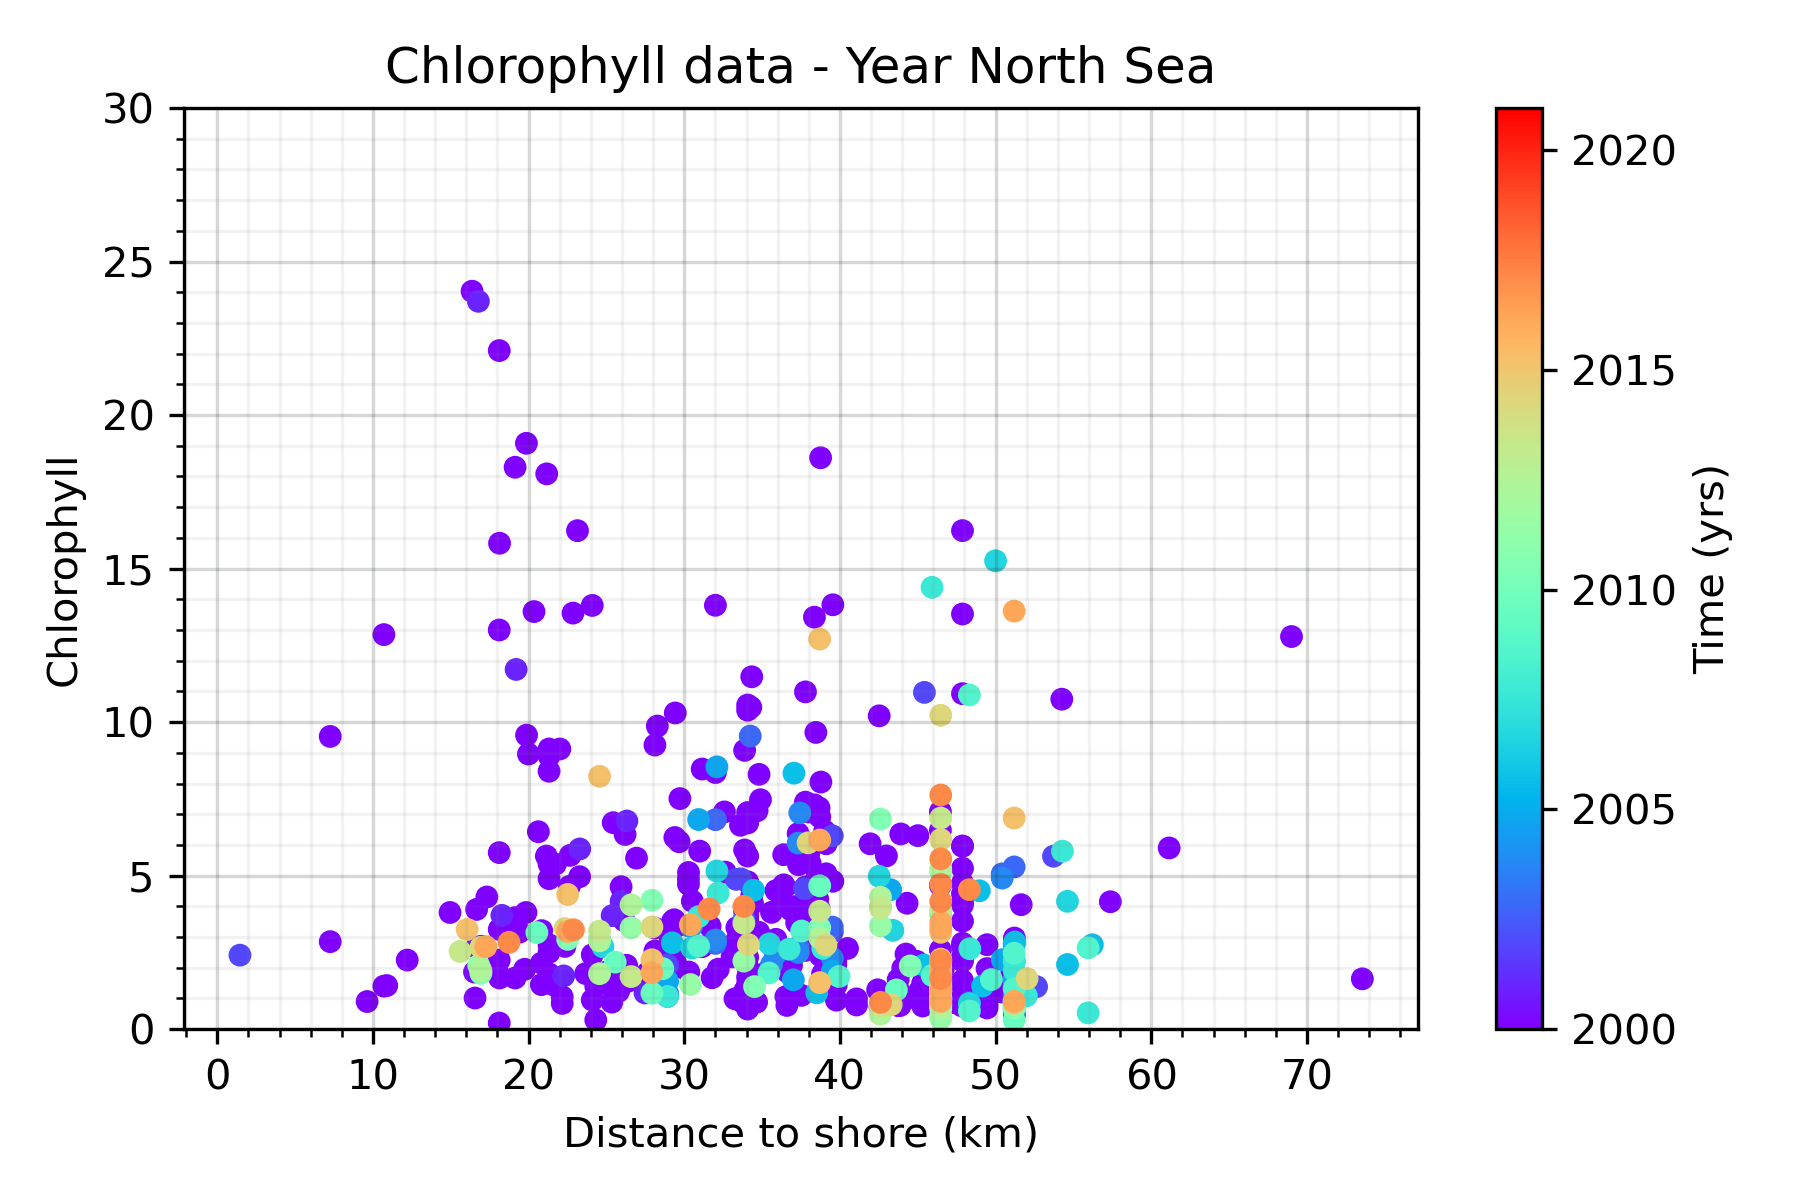 Chlorophyll data - Year North Sea
30
25
20
15
10
5
0
Chlorophyll
0 10 20 30 40 50 60 70
Distance to shore (km)
2020
2015
2010
2005
2000
Time (yrs)